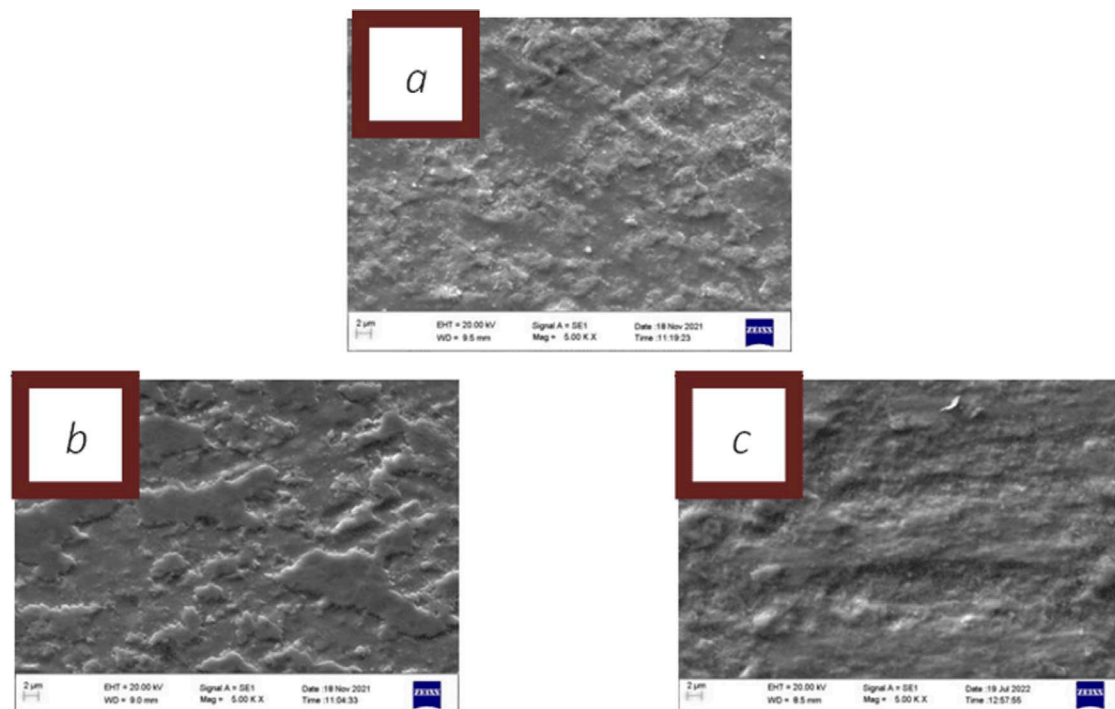 a
2 µm EHT = 20.00 kV Signal A = SE1 Date :18 Nov 2021 ZEISS
WD = 9.5 mm Mag = 5.00 K X Time :11:19:23
b
2 µm EHT = 20.00 kV Signal A = SE1 Date :18 Nov 2021 ZEISS
WD = 9.0 mm Mag = 5.00 K X Time :11:04:33
c
2 µm EHT = 20.00 kV Signal A = SE1 Date :19 Jul 2022 ZEISS
WD = 8.5 mm Mag = 5.00 K X Time :12:57:55